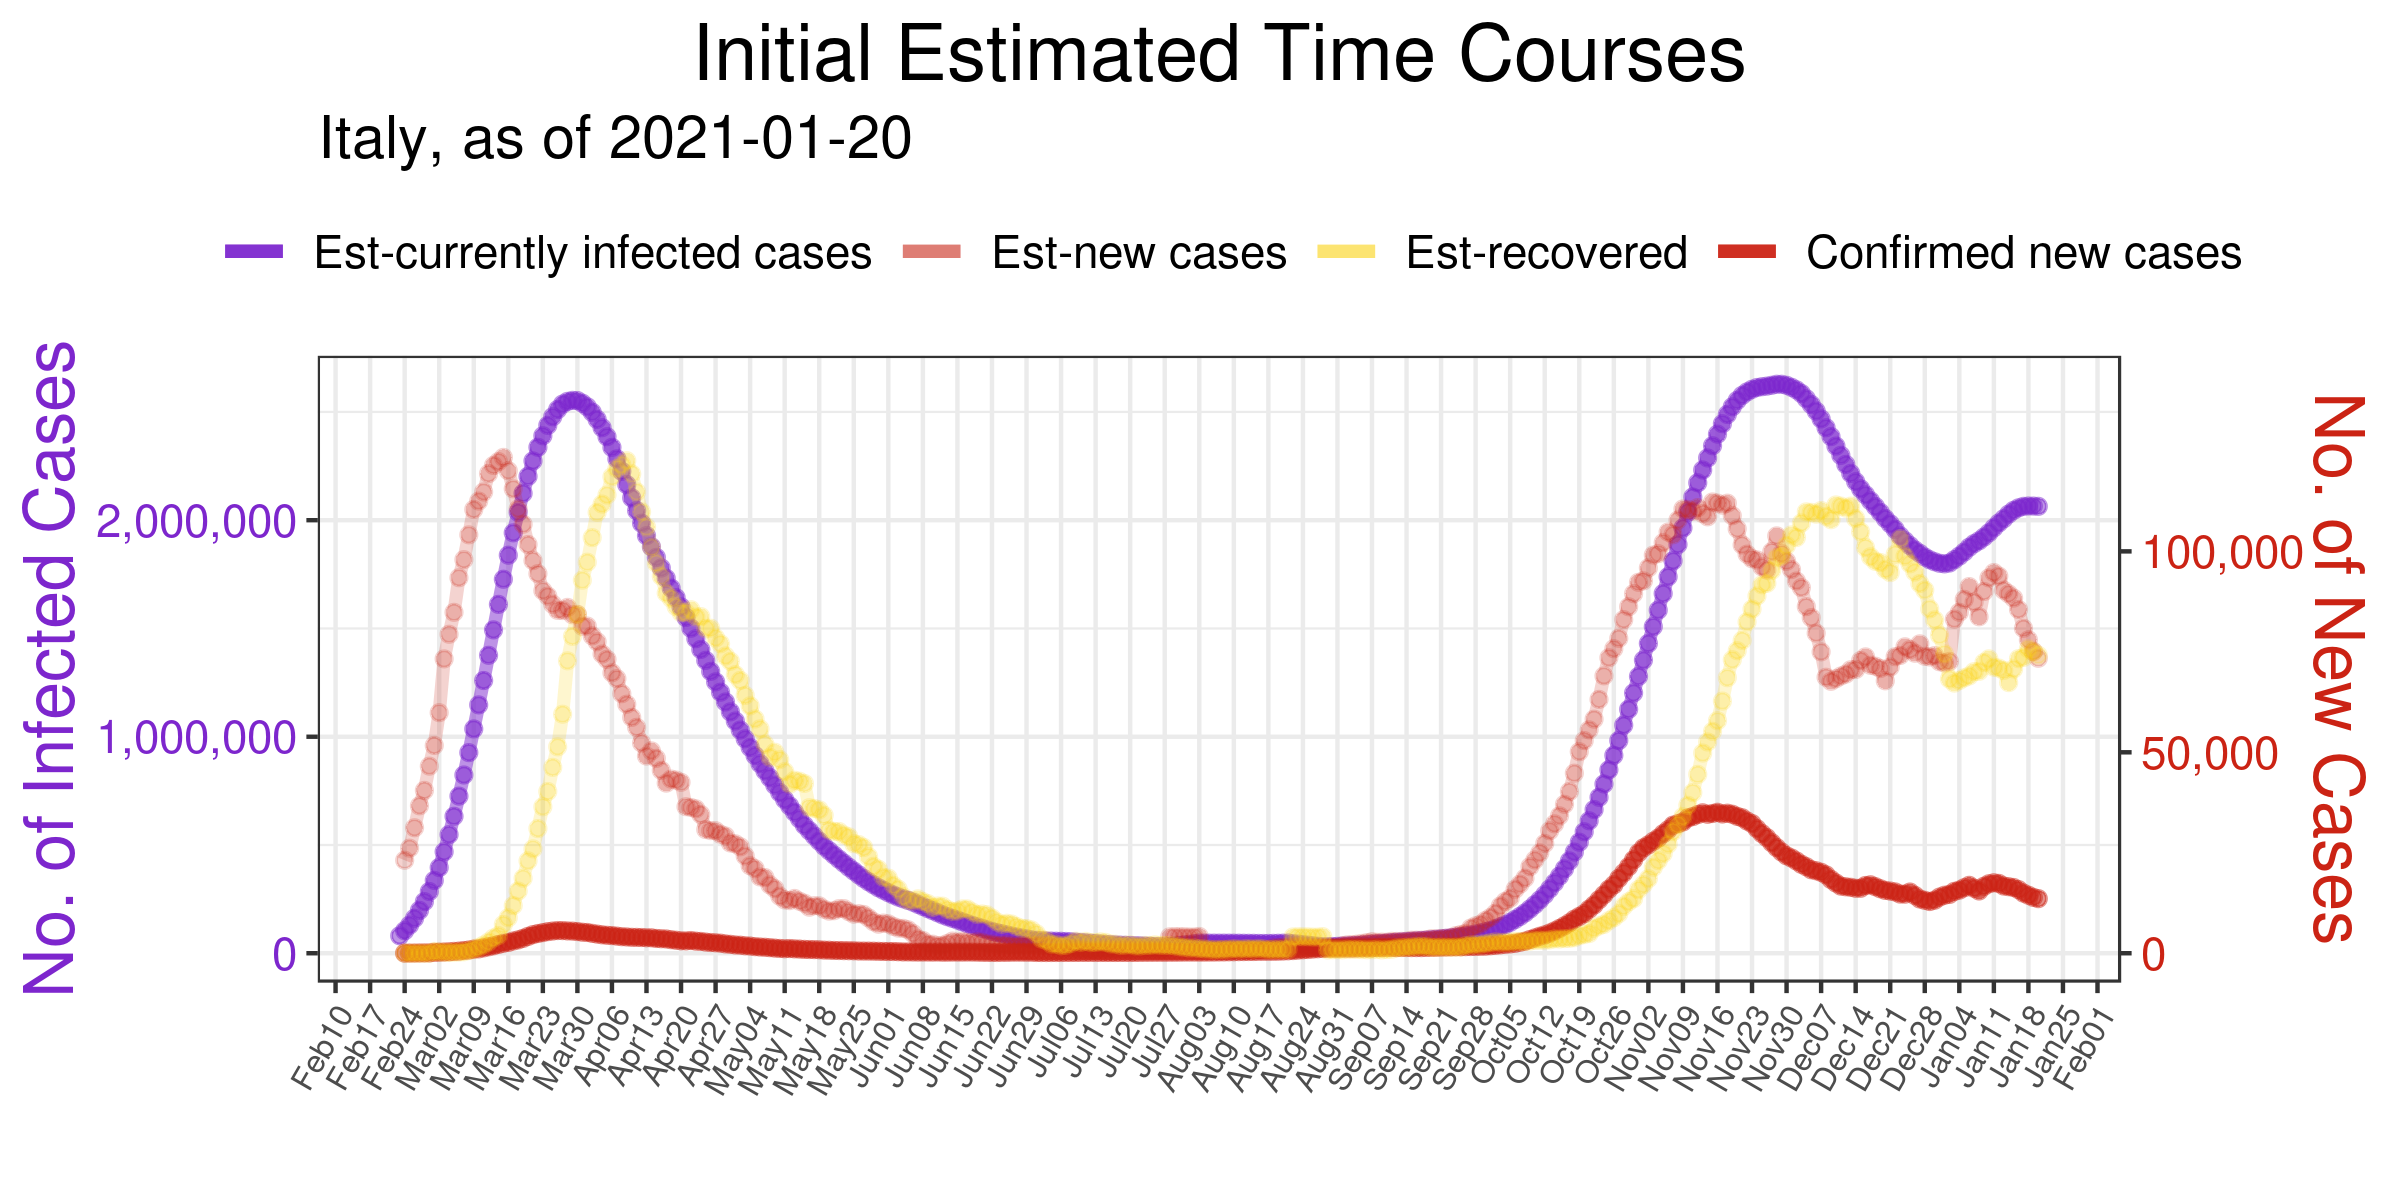 Initial Estimated Time Courses
Italy, as of 2021-01-20
Est-currently infected cases Est-new cases Est-recovered Confirmed new cases
No. of Infected Cases
2,000,000
1,000,000
0
100,000
50,000
0
No. of New Cases
Feb10 Feb17 Feb24 Mar02 Mar09 Mar16 Mar23 Mar30 Apr06 Apr13 Apr20 Apr27 May04 May11 May18 May25 Jun01 Jun08 Jun15 Jun22 Jun29 Jul06 Jul13 Jul20 Jul27 Aug03 Aug10 Aug17 Aug24 Aug31 Sep07 Sep14 Sep21 Sep28 Oct05 Oct12 Oct19 Oct26 Nov02 Nov09 Nov16 Nov23 Nov30 Dec07 Dec14 Dec21 Dec28 Jan04 Jan11 Jan18 Jan25 Feb01